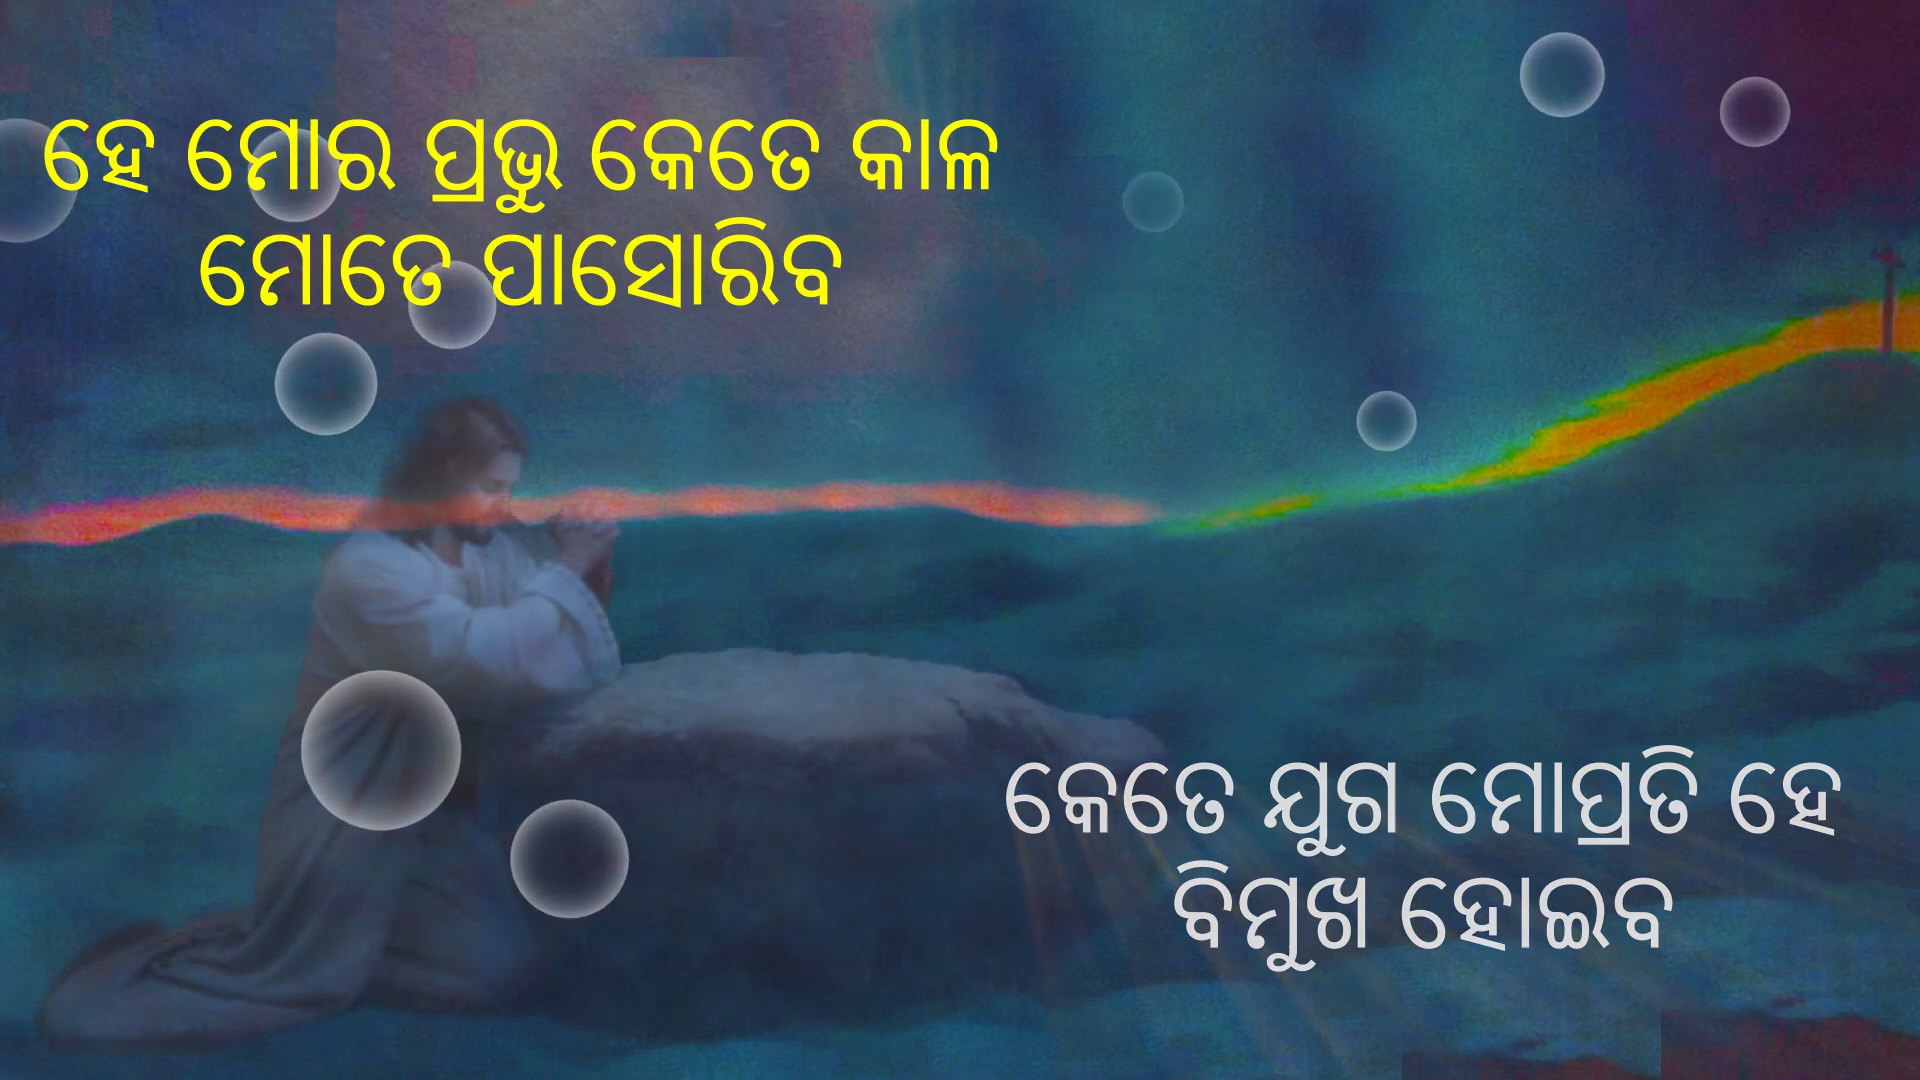 ହେ ମୋର ପ୍ରଭୁ କେତେ କାଳ
ମୋତେ ପାସୋରିବ
କେତେ ଯୁଗ ମୋପ୍ରତି ହେ
ବିମୁଖ ହୋଇବ